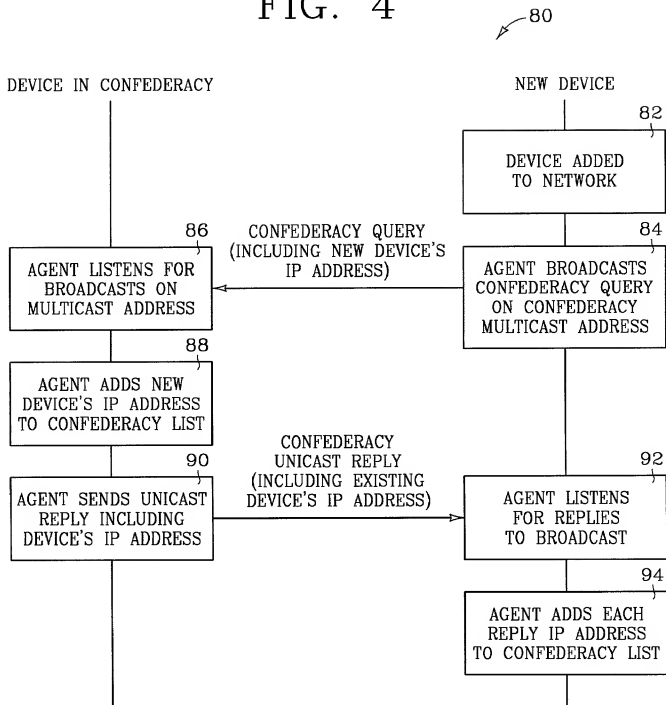 FIG. 4
80
DEVICE IN CONFEDERACY
NEW DEVICE
82
DEVICE ADDED
TO NETWORK
86
AGENT LISTENS FOR
BROADCASTS ON
MULTICAST ADDRESS
CONFEDERACY QUERY
(INCLUDING NEW DEVICE'S
IP ADDRESS)
84
AGENT BROADCASTS
CONFEDERACY QUERY
ON CONFEDERACY
MULTICAST ADDRESS
88
AGENT ADDS NEW
DEVICE'S IP ADDRESS
TO CONFEDERACY LIST
90
AGENT SENDS UNICAST
REPLY INCLUDING
DEVICE'S IP ADDRESS
CONFEDERACY
UNICAST REPLY
(INCLUDING EXISTING
DEVICE'S IP ADDRESS)
92
AGENT LISTENS
FOR REPLIES
TO BROADCAST
94
AGENT ADDS EACH
REPLY IP ADDRESS
TO CONFEDERACY LIST